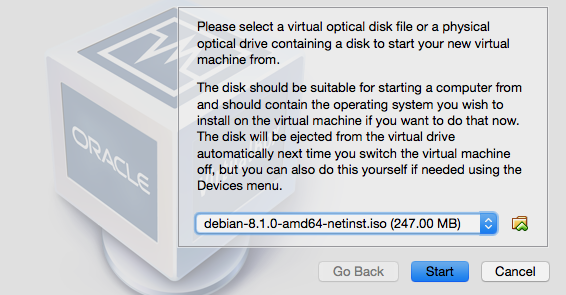 Please select a virtual optical disk file or a physical
optical drive containing a disk to start your new virtual
machine from.
The disk should be suitable for starting a computer from
and should contain the operating system you wish to
install on the virtual machine if you want to do that now.
The disk will be ejected from the virtual drive
automatically next time you switch the virtual machine
off, but you can also do this yourself if needed using the
Devices menu.
ORACLE
debian-8.1.0-amd64-netinst.iso (247.00 MB)
Go Back
Start
Cancel